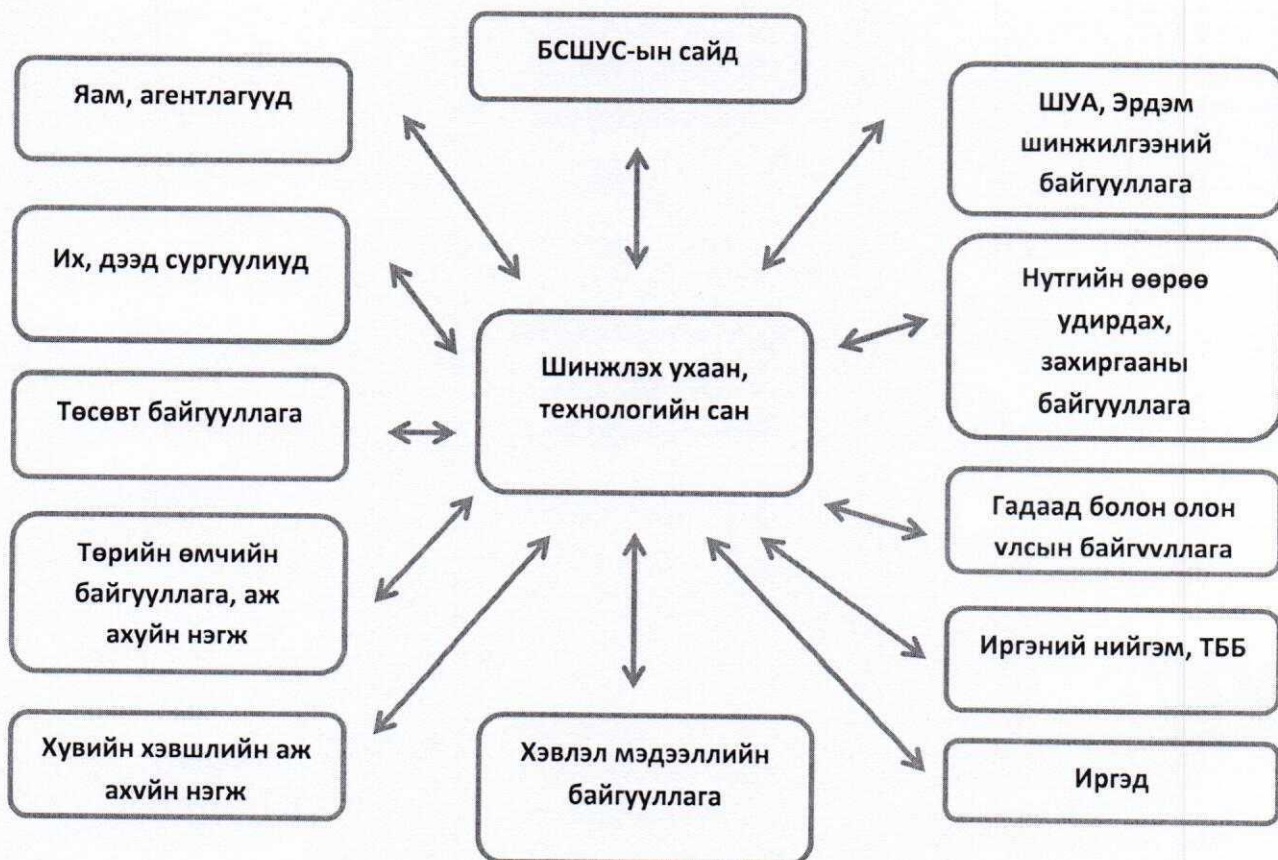 БСШУС-ын сайд
Яам, агентлагууд
ШУА, Эрдэм
шинжилгээний
байгууллага
Их, дээд сургуулиуд
Нутгийн өөрөө
удирдах,
захиргааны
байгууллага
Шинжлэх ухаан,
технологийн сан
Төсөвт байгууллага
Гадаад болон олон
улсын байгууллага
Төрийн өмчийн
байгууллага, аж
ахуйн нэгж
Иргэний нийгэм, ТББ
Хувийн хэвшлийн аж
ахуйн нэгж
Хэвлэл мэдээллийн
байгууллага
Иргэд